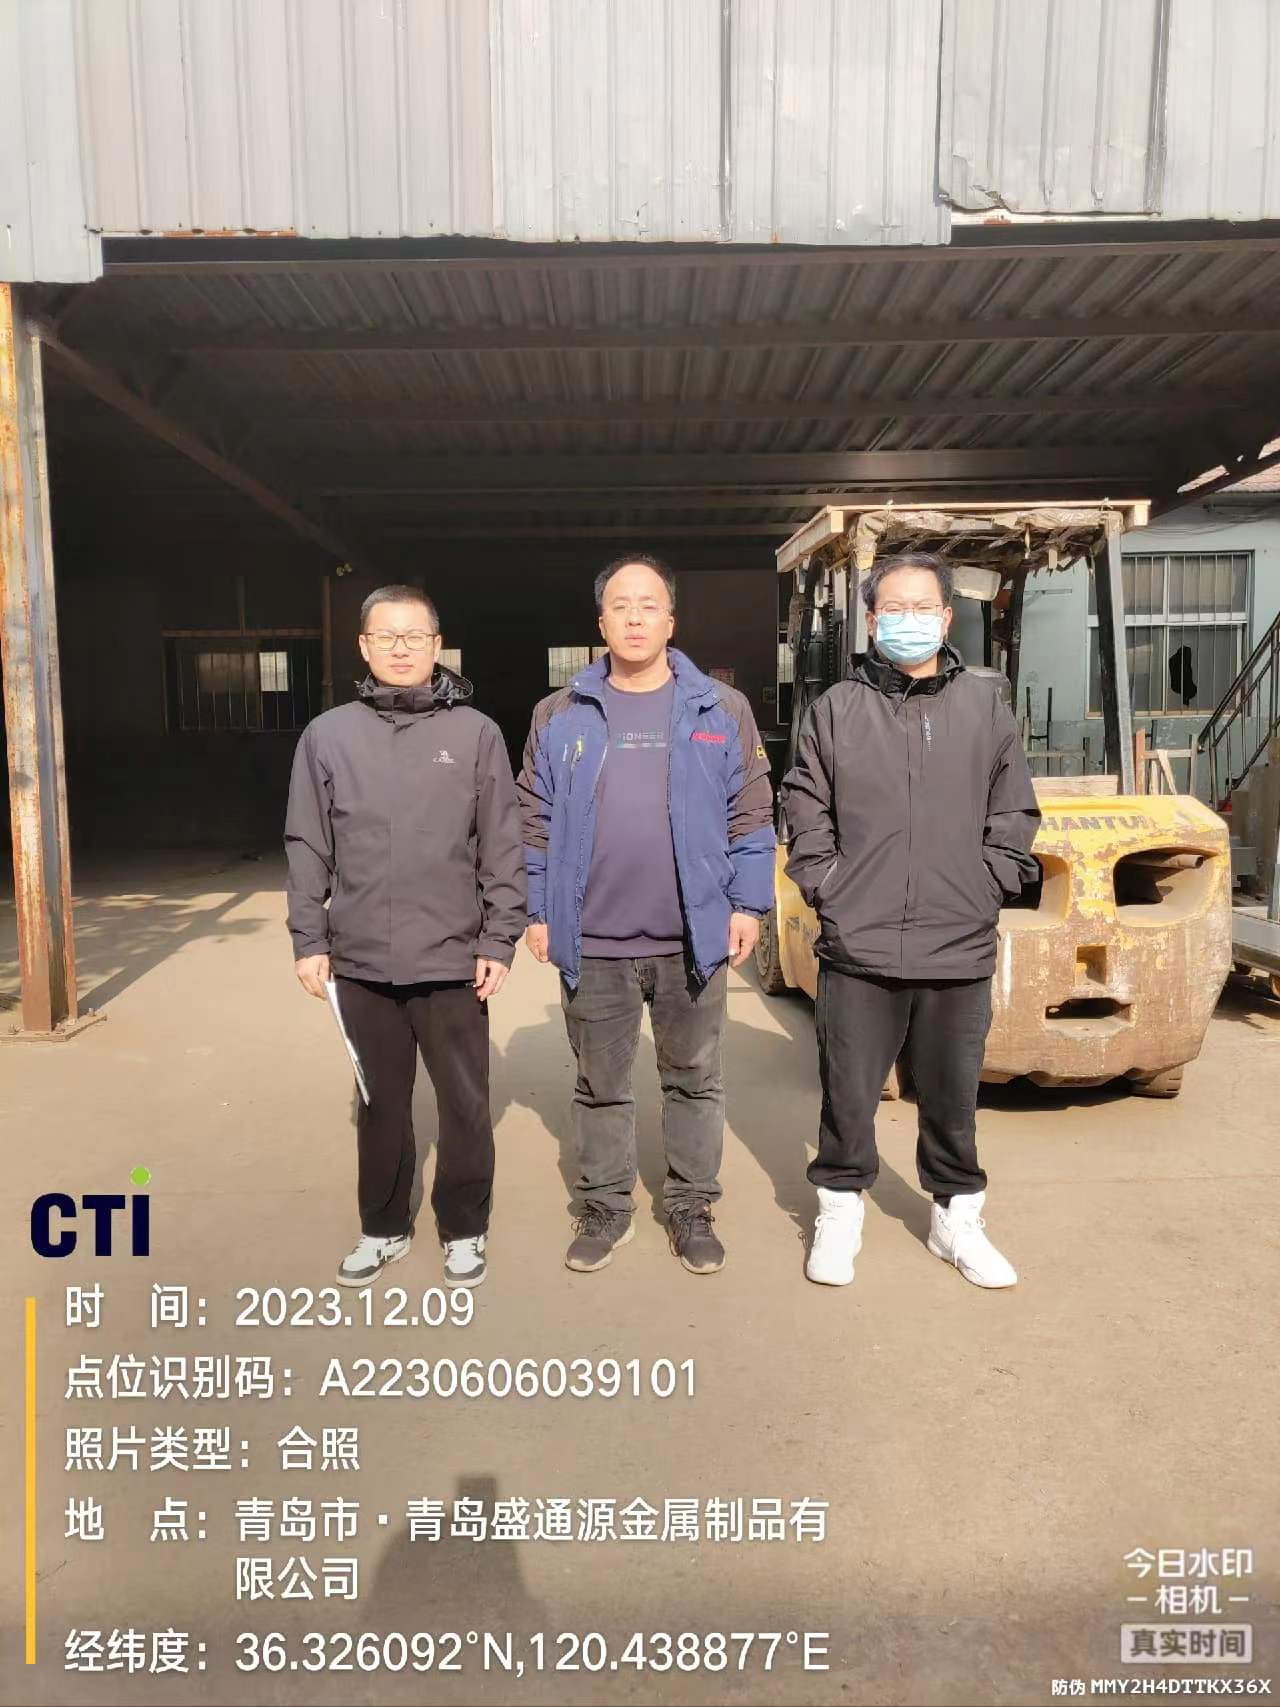 PIONEER
HANTUI
CTI
时 间：2023.12.09
点位识别码：A2230606039101
照片类型：合照
地 点：青岛市·青岛盛通源金属制品有
限公司
经纬度：36.326092°N,120.438877°E
今日水印
-相机-
真实时间
防伪 MMY2H4DTTKX36X